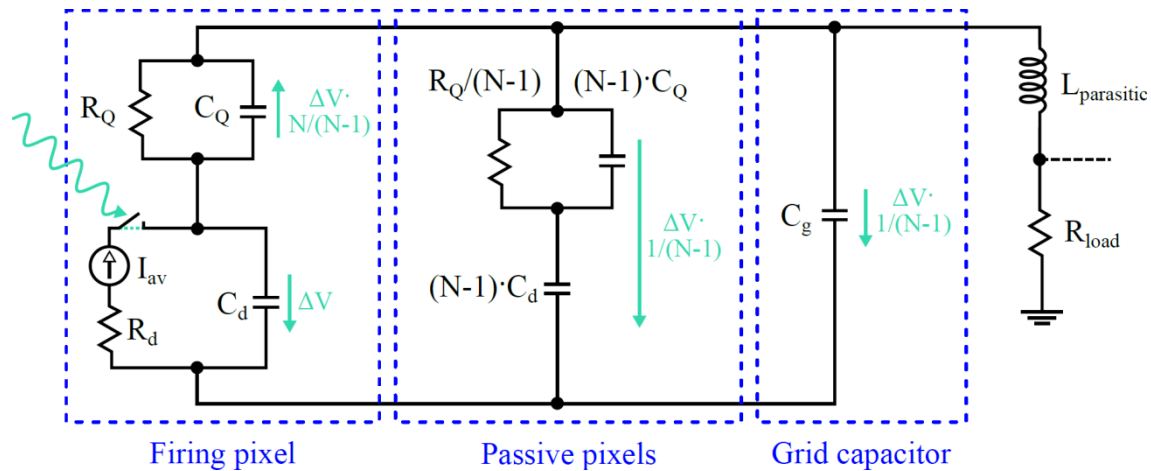 R_Q
C_Q
ΔV·
N/(N-1)
I_av
R_d
C_d
ΔV
Firing pixel
R_Q/(N-1)
(N-1)·C_Q
ΔV·
1/(N-1)
(N-1)·C_d
Passive pixels
C_g
ΔV·
1/(N-1)
Grid capacitor
L_parasitic
R_load